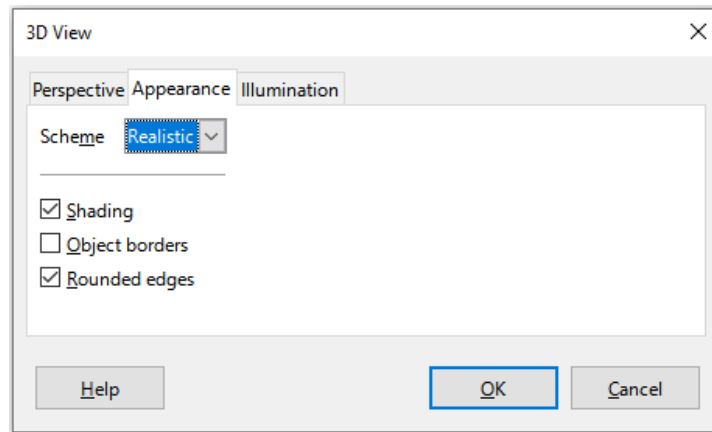 3D View
Perspective Appearance Illumination
Scheme Realistic
Shading
Object borders
Rounded edges
Help OK Cancel